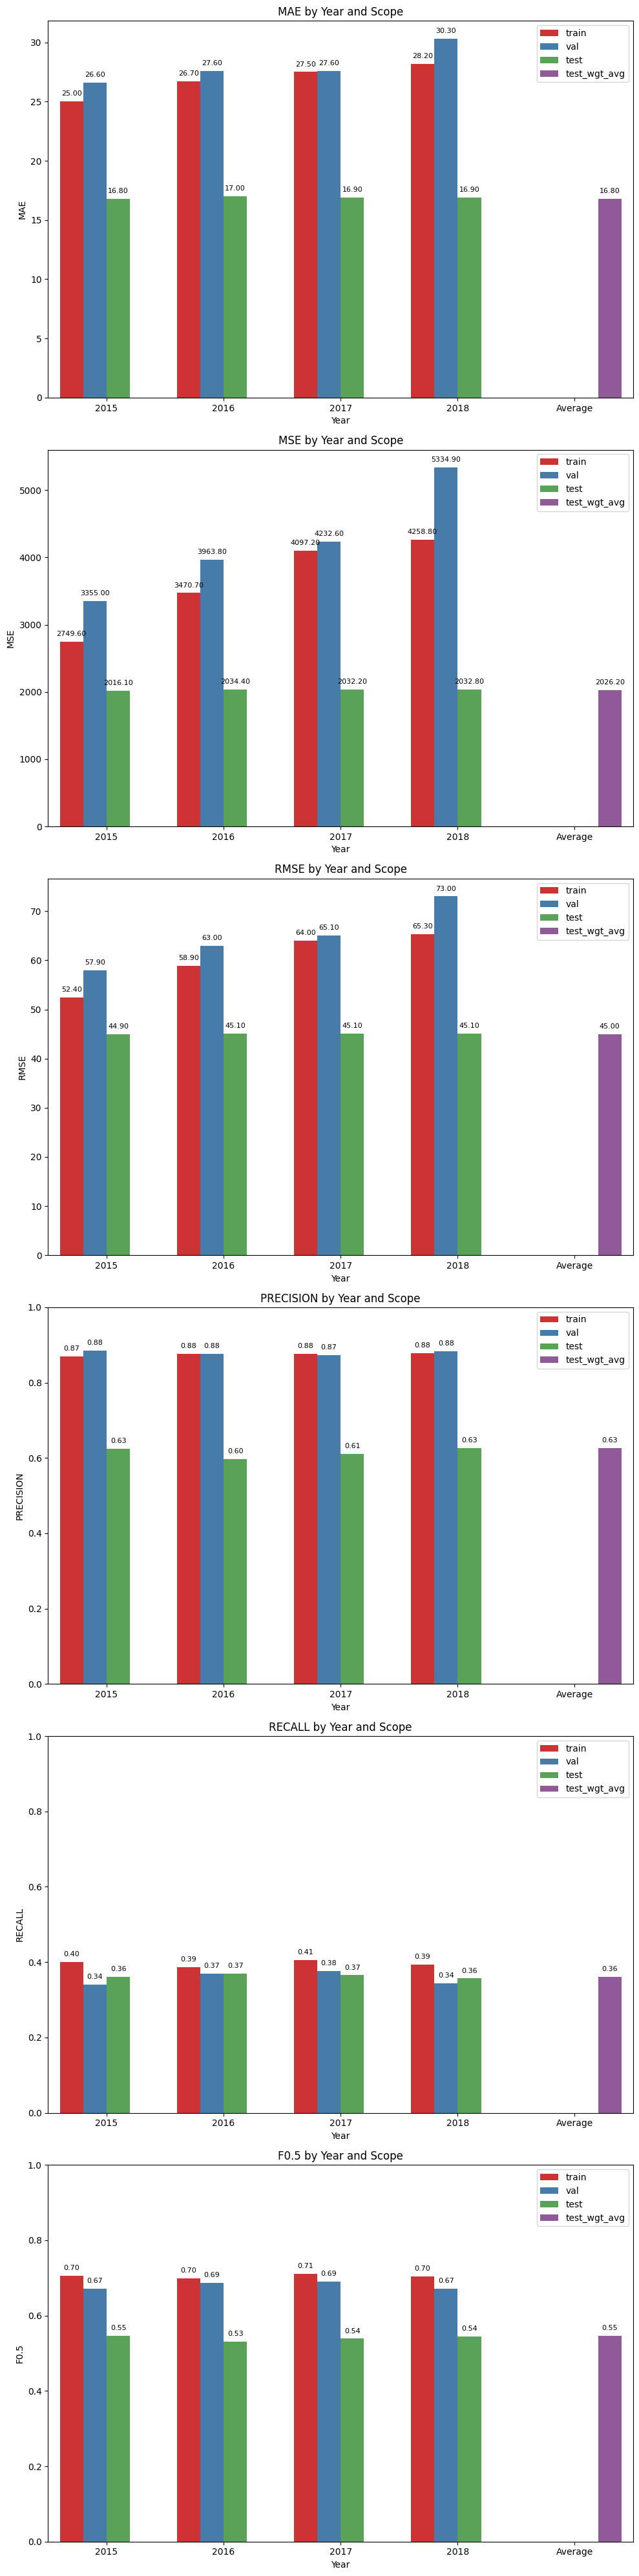 MAE by Year and Scope
train
val
test
test_wgt_avg
30
25
20
15
10
5
0
MAE
25.00
26.60
16.80
26.70
27.60
17.00
27.50
27.60
16.90
28.20
30.30
16.90
16.80
2015
2016
2017
2018
Average
Year
MSE by Year and Scope
train
val
test
test_wgt_avg
5000
4000
3000
2000
1000
0
MSE
2749.60
3355.00
2016.10
3470.70
3963.80
2034.40
4097.20
4232.60
2032.20
4258.80
5334.90
2032.80
2026.20
2015
2016
2017
2018
Average
Year
RMSE by Year and Scope
train
val
test
test_wgt_avg
70
60
50
40
30
20
10
0
RMSE
52.40
57.90
44.90
58.90
63.00
45.10
64.00
65.10
45.10
65.30
73.00
45.10
45.00
2015
2016
2017
2018
Average
Year
PRECISION by Year and Scope
train
val
test
test_wgt_avg
1.0
0.8
0.6
0.4
0.2
0.0
PRECISION
0.87
0.88
0.63
0.88
0.88
0.60
0.88
0.87
0.61
0.88
0.88
0.63
0.63
2015
2016
2017
2018
Average
Year
RECALL by Year and Scope
train
val
test
test_wgt_avg
1.0
0.8
0.6
0.4
0.2
0.0
RECALL
0.40
0.34
0.36
0.39
0.37
0.37
0.41
0.38
0.37
0.39
0.34
0.36
0.36
2015
2016
2017
2018
Average
Year
F0.5 by Year and Scope
train
val
test
test_wgt_avg
1.0
0.8
0.6
0.4
0.2
0.0
F0.5
0.70
0.67
0.55
0.70
0.69
0.53
0.71
0.69
0.54
0.70
0.67
0.54
0.55
2015
2016
2017
2018
Average
Year